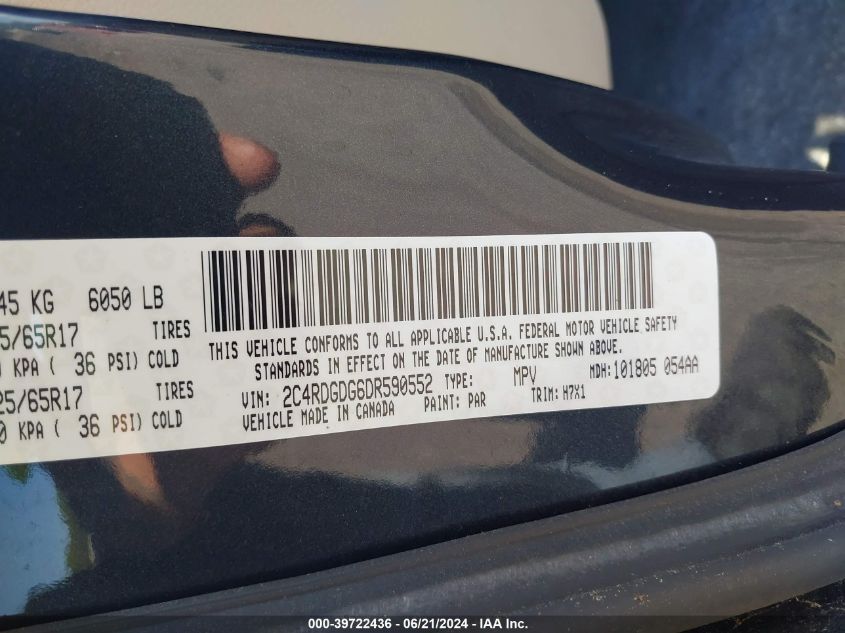 45 KG 6050 LB
5/65R17 TIRES
KPA ( 36 PSI) COLD
25/65R17 TIRES
0 KPA ( 36 PSI) COLD
THIS VEHICLE CONFORMS TO ALL APPLICABLE U.S.A. FEDERAL MOTOR VEHICLE SAFETY
STANDARDS IN EFFECT ON THE DATE OF MANUFACTURE SHOWN ABOVE.
VIN: 2C4RDGDG6DR590552 TYPE: MPV MDH: 101805 054AA
VEHICLE MADE IN CANADA PAINT: PAR TRIM: H7X1
000-39722436 - 06/21/2024 - IAA Inc.